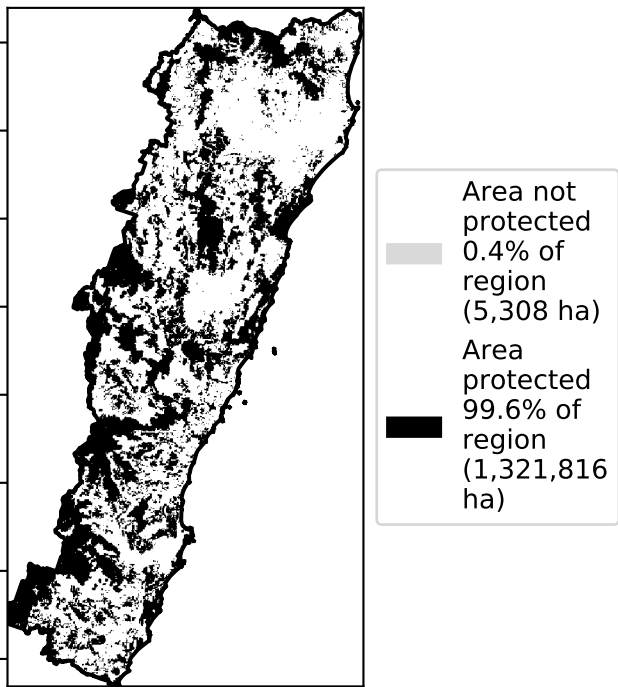 Area not
protected
0.4% of
region
(5,308 ha)
Area
protected
99.6% of
region
(1,321,816
ha)